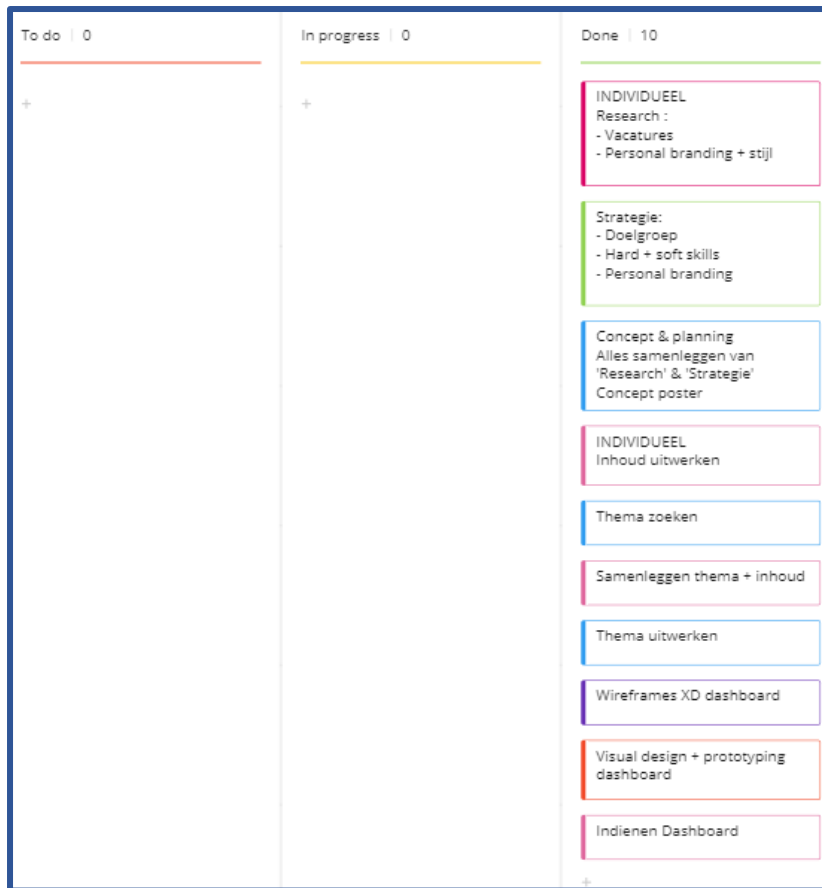 To do | 0
In progress | 0
Done | 10
+
+
INDIVIDUEEL
Research :
- Vacatures
- Personal branding + stijl
Strategie:
- Doelgroep
- Hard + soft skills
- Personal branding
Concept & planning
Alles samenleggen van
'Research' & 'Strategie'
Concept poster
INDIVIDUEEL
Inhoud uitwerken
Thema zoeken
Samenleggen thema + inhoud
Thema uitwerken
Wireframes XD dashboard
Visual design + prototyping
dashboard
Indienen Dashboard
+